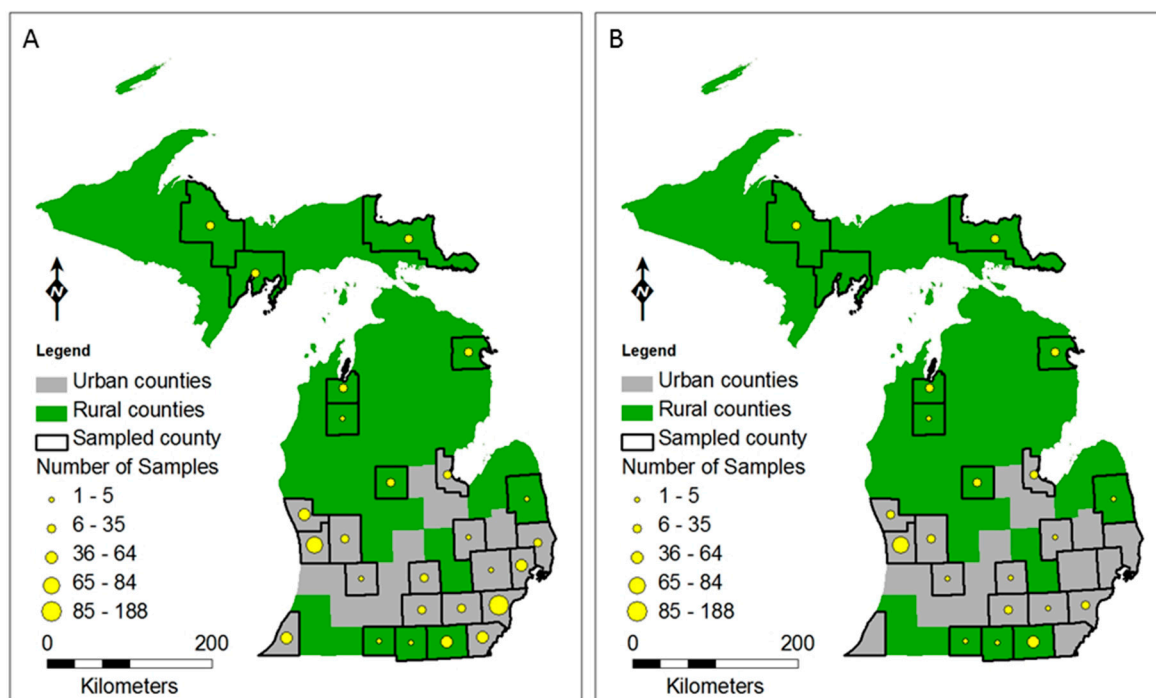 A
N
Legend
Urban counties
Rural counties
Sampled county
Number of Samples
1 - 5
6 - 35
36 - 64
65 - 84
85 - 188
0 200
Kilometers
B
N
Legend
Urban counties
Rural counties
Sampled county
Number of Samples
1 - 5
6 - 35
36 - 64
65 - 84
85 - 188
0 200
Kilometers